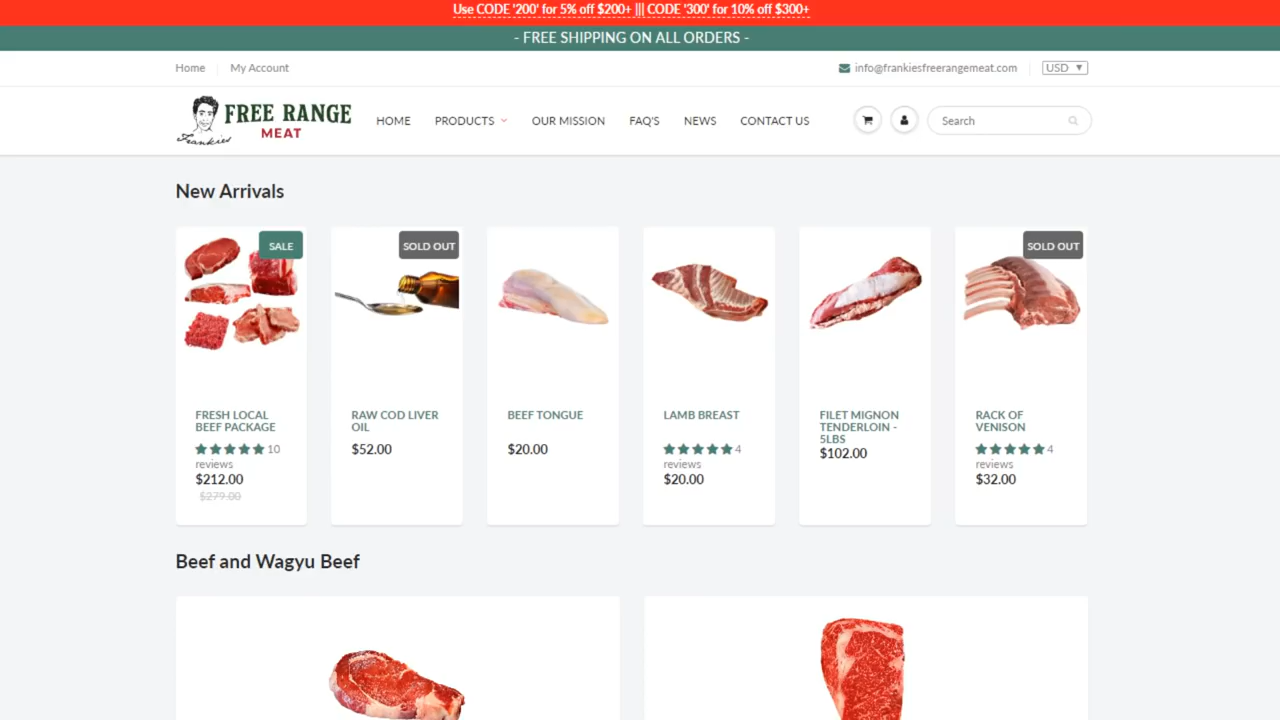 Use CODE '200' for 5% off $200+ ||| CODE '300' for 10% off $300+
- FREE SHIPPING ON ALL ORDERS -
Home
My Account
info@frankiesfreerangemeat.com
USD ▼
Frankies
FREE RANGE
MEAT
HOME
PRODUCTS
OUR MISSION
FAQ'S
NEWS
CONTACT US
Search
New Arrivals
SALE
FRESH LOCAL
BEEF PACKAGE
10
reviews
$212.00
$279.00
SOLD OUT
RAW COD LIVER
OIL
$52.00
BEEF TONGUE
$20.00
LAMB BREAST
4
reviews
$20.00
FILET MIGNON
TENDERLOIN -
5LBS
$102.00
SOLD OUT
RACK OF
VENISON
4
reviews
$32.00
Beef and Wagyu Beef